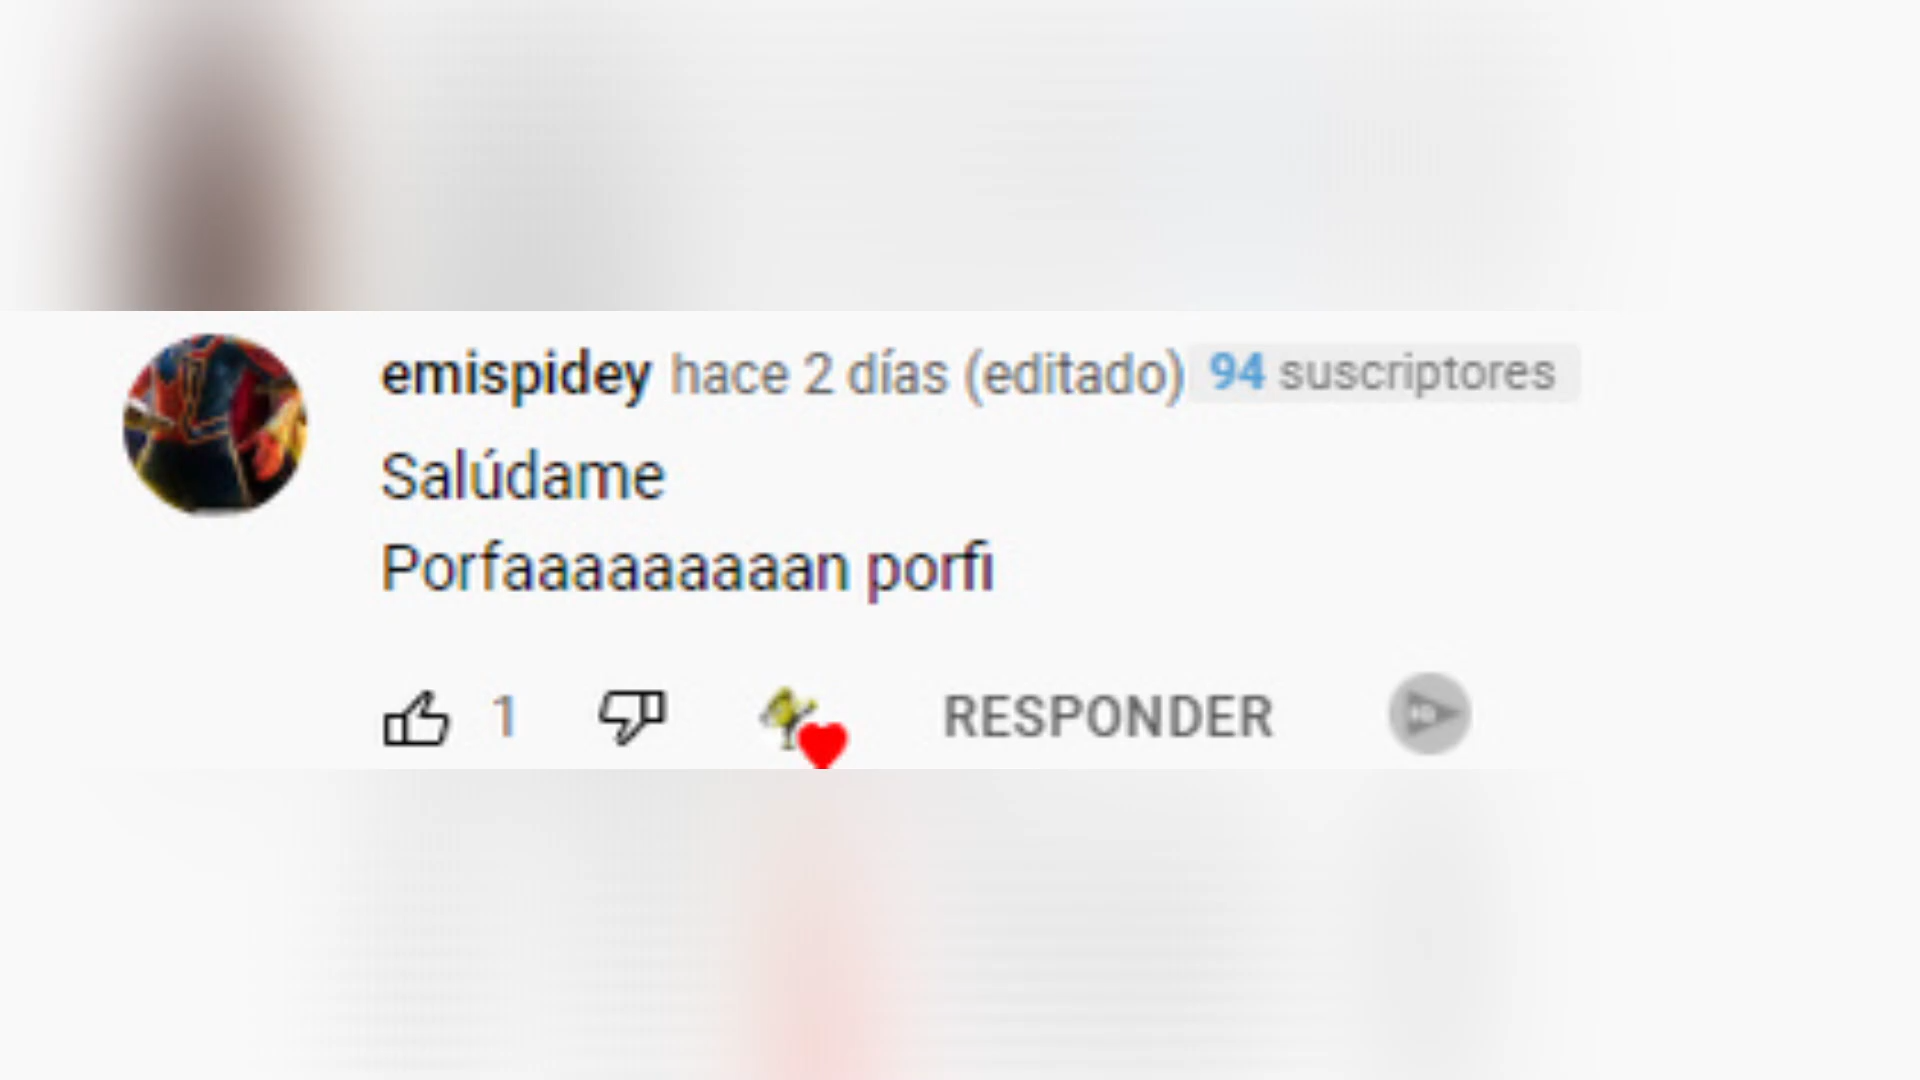 emispidey hace 2 días (editado) 94 suscriptores
Salúdame
Porfaaaaaaaaan porfi
1 RESPONDER